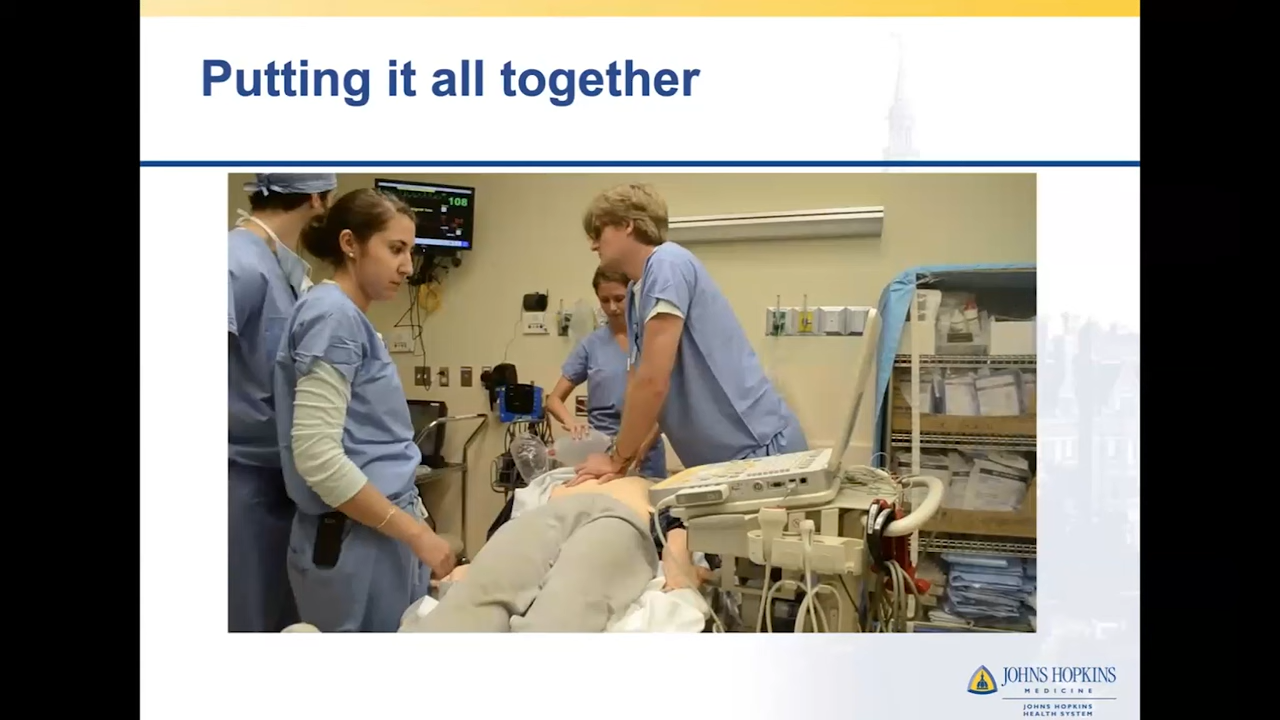 Putting it all together
108
JOHNS HOPKINS
MEDICINE
JOHNS HOPKINS
HEALTH SYSTEM